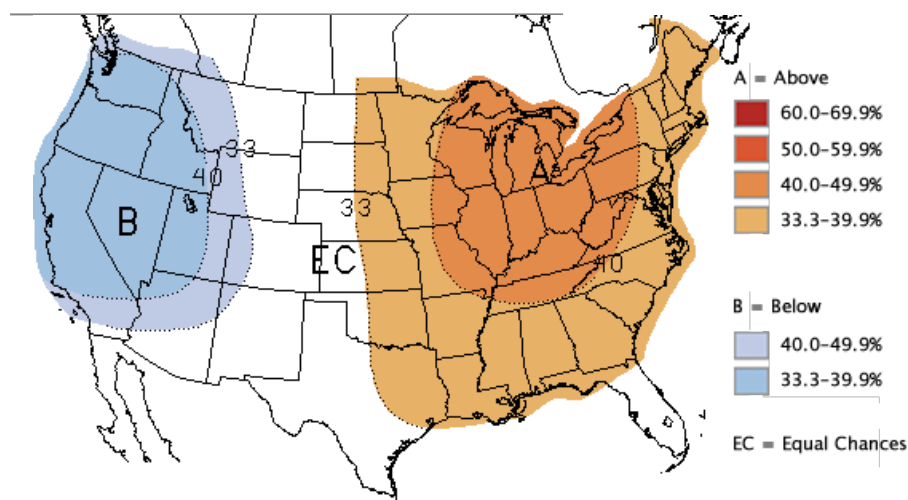 33
40
B
33
EC
A
40
A = Above
60.0-69.9%
50.0-59.9%
40.0-49.9%
33.3-39.9%
B = Below
40.0-49.9%
33.3-39.9%
EC = Equal Chances